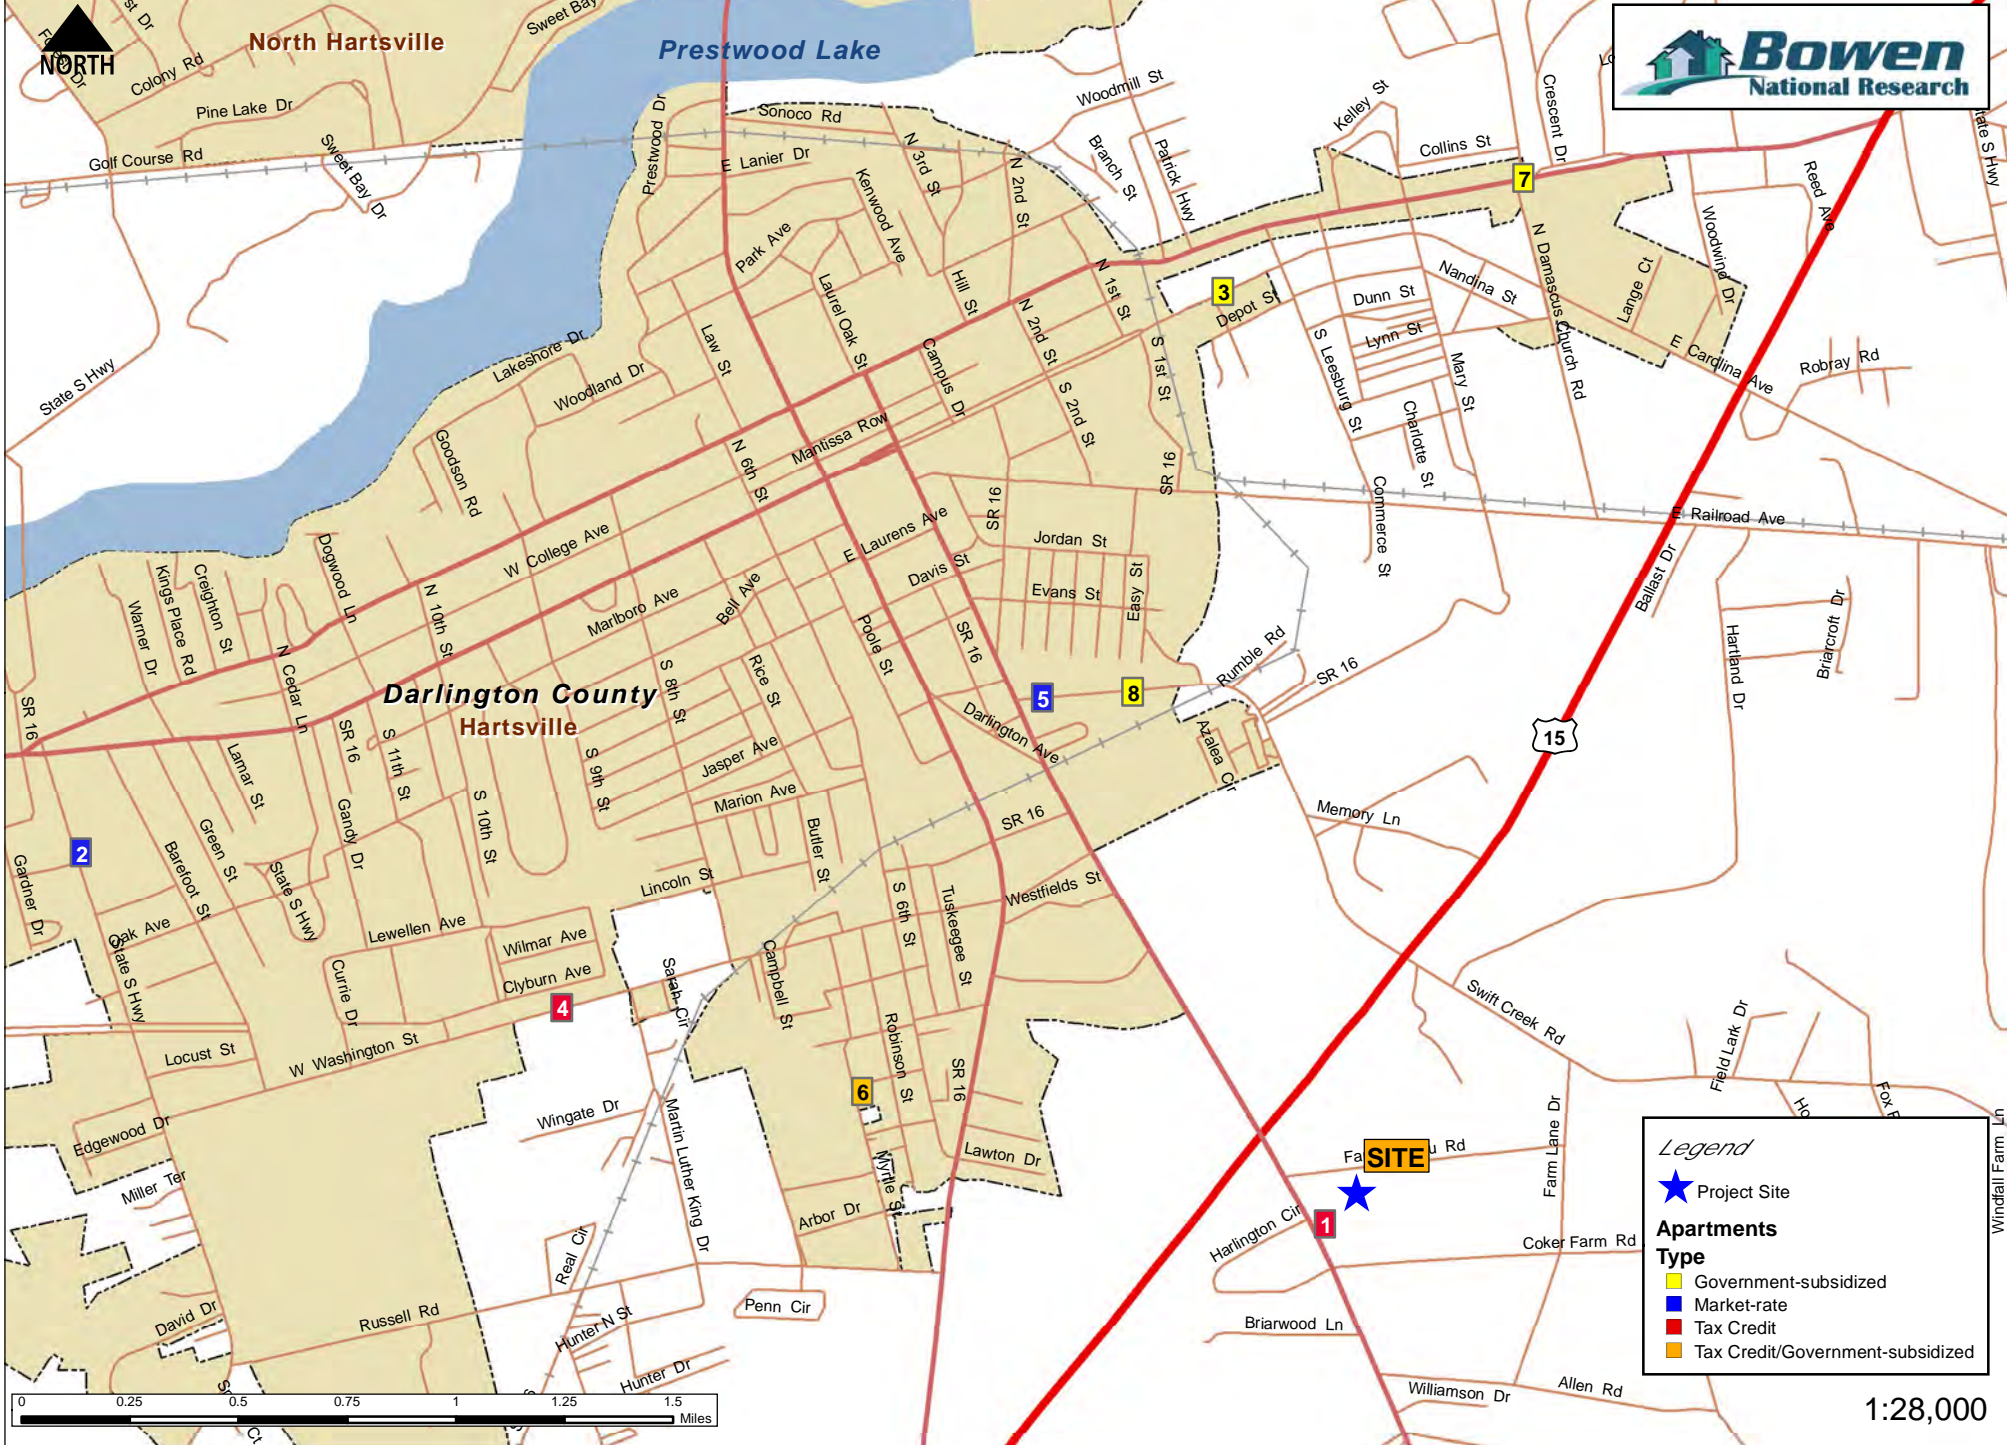 North Hartsville
Sweet Bay
Prestwood Lake
Bowen
National Research
NORTH
Colony Rd
Pine Lake Dr
Golf Course Rd
Sweet Bay Dr
State S Hwy
Prestwood Dr
Sonoco Rd
E Lanier Dr
N 3rd St
N 2nd St
Kenwood Ave
Park Ave
Laurel Oak St
Hill St
Woodmill St
Branch St
Patrick Hwy
Kelley St
Collins St
Crescent Dr
7
Reed Ave
Woodwind Dr
N Damascus Church Rd
Lange Ct
Nandina St
Dunn St
Lynn St
Mary St
E Carolina Ave
Robray Rd
N 1st St
3
Depot St
S 1st St
S Leesburg St
Charlotte St
Commerce St
Lakeshore Dr
Woodland Dr
Law St
Campus Dr
N 2nd St
S 2nd St
Mantissa Row
Goodson Rd
N 6th St
SR 16
SR 16
E Railroad Ave
W College Ave
E Laurens Ave
Jordan St
Davis St
Evans St
Easy St
Ballast Dr
Dogwood Ln
N 10th St
Marlboro Ave
Bell Ave
Poole St
SR 16
Rumble Rd
SR 16
Hartland Dr
Briarcroft Dr
Warner Dr
Kings Place Rd
Creighton St
N Cedar Ln
Darlington County
Hartsville
S 8th St
Rice St
5
8
Darlington Ave
Azalea Cir
15
SR 16
SR 16
S 11th St
Lamar St
S 9th St
Jasper Ave
Marion Ave
SR 16
Memory Ln
2
Gardner Dr
Green St
Barefoot St
Gandy Dr
S 10th St
State S Hwy
Butler St
Lincoln St
S 6th St
Tuskeegee St
Westfields St
Oak Ave
State S Hwy
Lewellen Ave
Wilmar Ave
Clyburn Ave
Currie Dr
4
Sarah Cir
Campbell St
Swift Creek Rd
Field Lark Dr
Locust St
W Washington St
Robinson St
SR 16
6
Farm Lane Dr
Edgewood Dr
Wingate Dr
Martin Luther King Dr
Lawton Dr
Myrtle St
SITE
Miller Ter
Arbor Dr
1
Harlington Cir
Coker Farm Rd
Windfall Farm Ln
Real Cir
David Dr
Russell Rd
Hunter N St
Penn Cir
Briarwood Ln
Hunter Dr
Williamson Dr
Allen Rd
Legend
Project Site
Apartments
Type
Government-subsidized
Market-rate
Tax Credit
Tax Credit/Government-subsidized
0 0.25 0.5 0.75 1 1.25 1.5
Miles
1:28,000